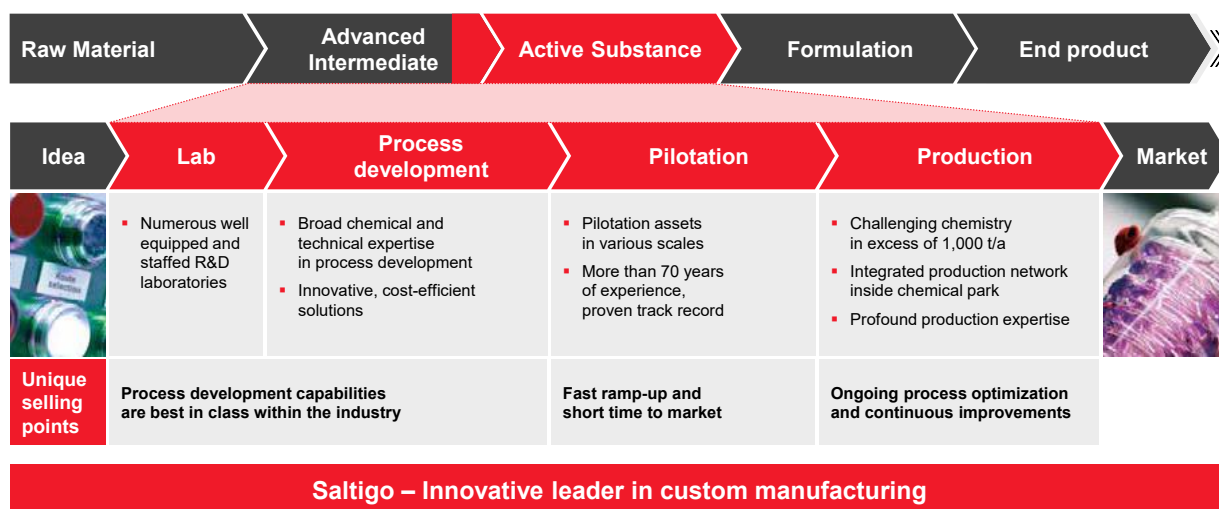 Raw Material
Advanced
Intermediate
Active Substance
Formulation
End product
Idea
Lab
Process
development
Pilotation
Production
Market
Route
selection
▪ Numerous well
equipped and
staffed R&D
laboratories
▪ Broad chemical and
technical expertise
in process development
▪ Innovative, cost-efficient
solutions
▪ Pilotation assets
in various scales
▪ More than 70 years
of experience,
proven track record
▪ Challenging chemistry
in excess of 1,000 t/a
▪ Integrated production network
inside chemical park
▪ Profound production expertise
Unique
selling
points
Process development capabilities
are best in class within the industry
Fast ramp-up and
short time to market
Ongoing process optimization
and continuous improvements
Saltigo – Innovative leader in custom manufacturing